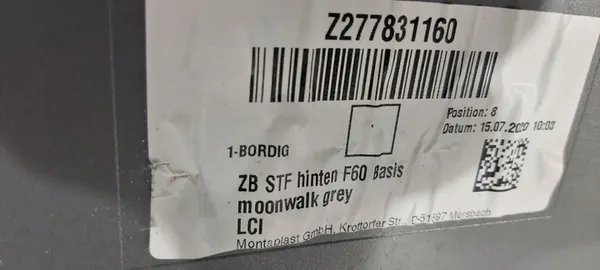 Z277831160
Position: 8
Datum: 15.07.2020 10:03
1-BORDIG
ZB STF hinten F60 Basis
moonwalk grey
LCI
Montaplast GmbH, Krottorfer Str., D-51597 Morsbach